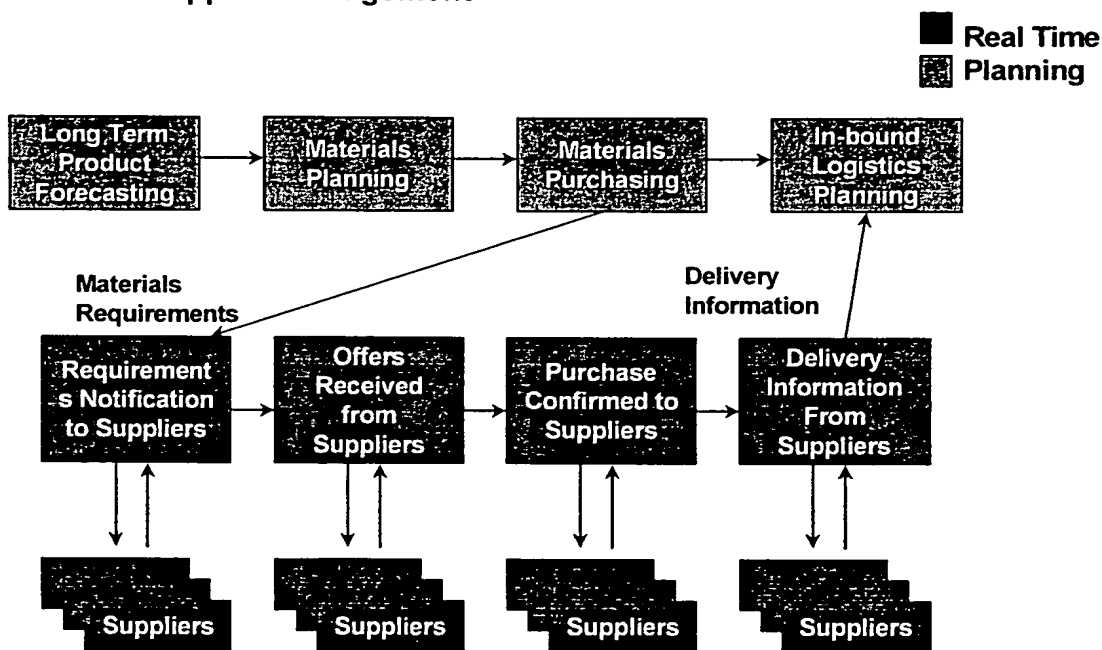 Real Time
Planning
Long Term
Product
Forecasting
Materials
Planning
Materials
Purchasing
In-bound
Logistics
Planning
Materials
Requirements
Delivery
Information
Requirement
s Notification
to Suppliers
Offers
Received
from
Suppliers
Purchase
Confirmed to
Suppliers
Delivery
Information
From
Suppliers
Suppliers
Suppliers
Suppliers
Suppliers